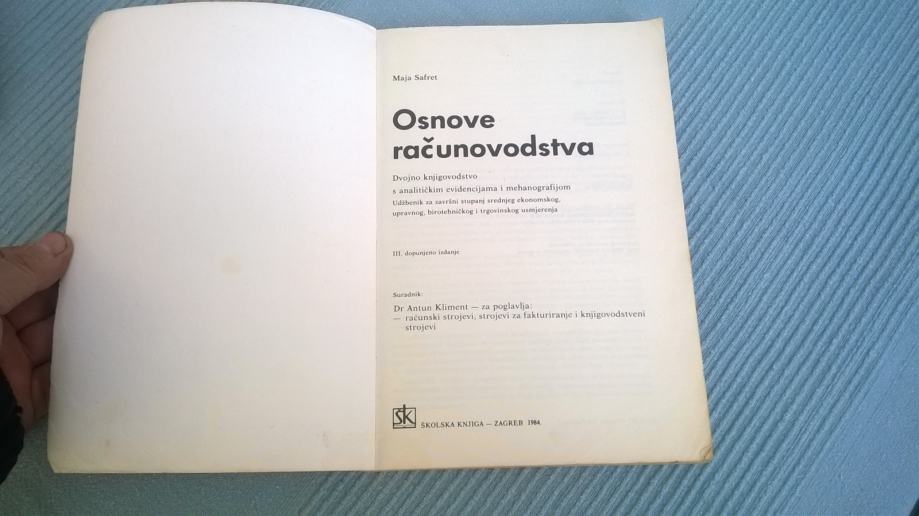 Maja Safret
Osnove
računovodstva
Dvojno knjigovodstvo
s analitičkim evidencijama i mehanografijom
Udžbenik za završni stupanj srednjeg ekonomskog,
upravnog, birotehničkog i trgovinskog usmjerenja
III. dopunjeno izdanje
Suradnik:
Dr Antun Kliment — za poglavlja:
— računski strojevi, strojevi za fakturiranje i knjigovodstveni
strojevi
ŠK
ŠKOLSKA KNJIGA — ZAGREB 1984.